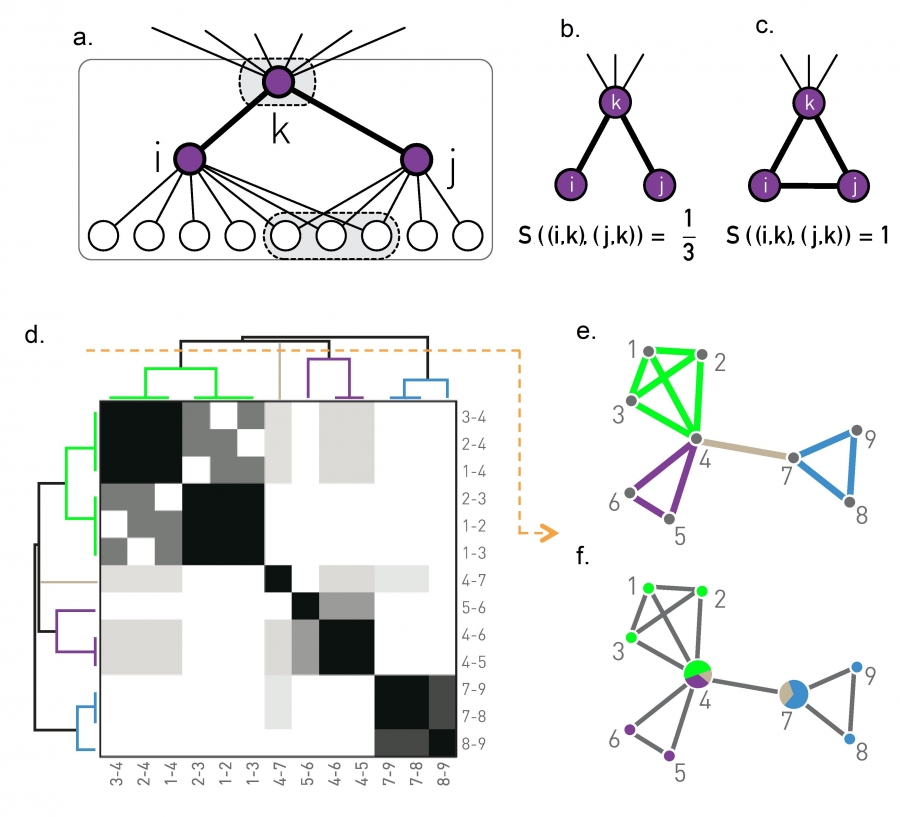 a.
k
i
j
b.
k
i
j
S ((i,k), (j,k)) = 1/3
c.
k
i
j
S ((i,k), (j,k)) = 1
d.
3-4
2-4
1-4
2-3
1-2
1-3
4-7
5-6
4-6
4-5
7-9
7-8
8-9
3-4 2-4 1-4 2-3 1-2 1-3 4-7 5-6 4-6 4-5 7-9 7-8 8-9
e.
1
2
3
4
9
7
6
8
5
f.
1
2
3
4
9
7
6
8
5